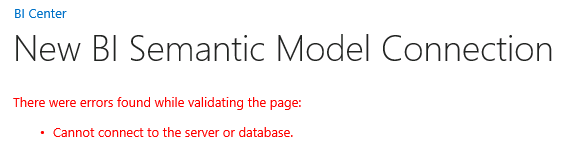 BI Center
New BI Semantic Model Connection
There were errors found while validating the page:
• Cannot connect to the server or database.